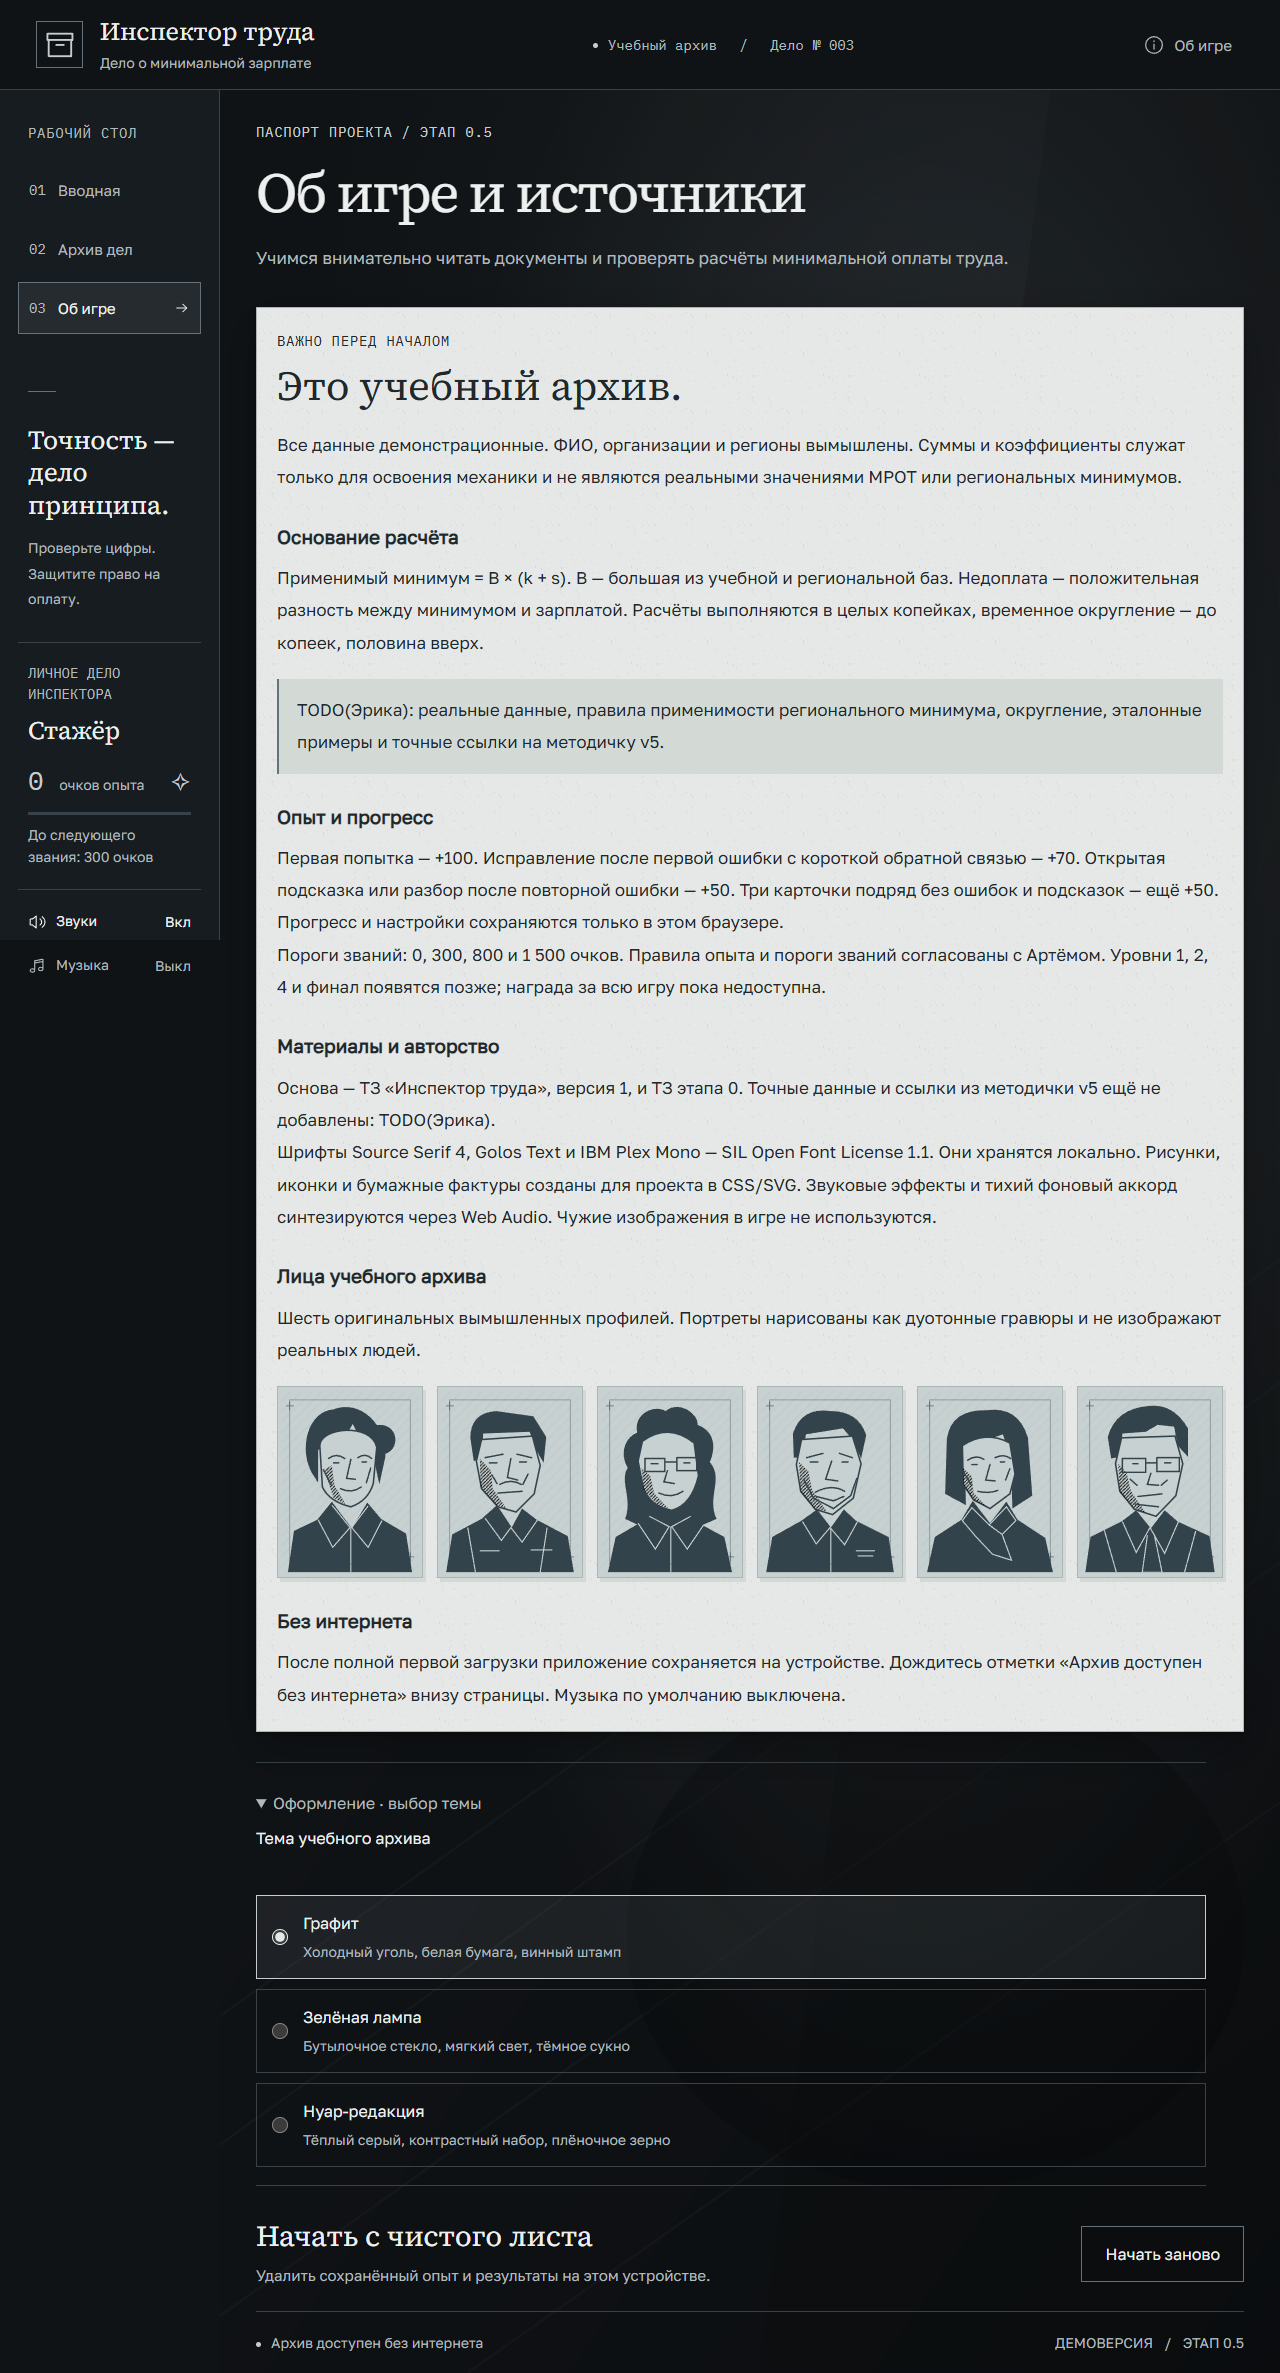 Инспектор труда
Дело о минимальной зарплате
Учебный архив / Дело № 003
Об игре
РАБОЧИЙ СТОЛ
01 Вводная
02 Архив дел
03 Об игре →
Точность —
дело
принципа.
Проверьте цифры.
Защитите право на
оплату.
ЛИЧНОЕ ДЕЛО
ИНСПЕКТОРА
Стажёр
0 очков опыта
До следующего
звания: 300 очков
Звуки Вкл
Музыка Выкл
ПАСПОРТ ПРОЕКТА / ЭТАП 0.5
Об игре и источники
Учимся внимательно читать документы и проверять расчёты минимальной оплаты труда.
ВАЖНО ПЕРЕД НАЧАЛОМ
Это учебный архив.
Все данные демонстрационные. ФИО, организации и регионы вымышлены. Суммы и коэффициенты служат
только для освоения механики и не являются реальными значениями МРОТ или региональных минимумов.
Основание расчёта
Применимый минимум = B × (k + s). B — большая из учебной и региональной баз. Недоплата — положительная
разность между минимумом и зарплатой. Расчёты выполняются в целых копейках, временное округление — до
копеек, половина вверх.
TODO(Эрика): реальные данные, правила применимости регионального минимума, округление, эталонные
примеры и точные ссылки на методичку v5.
Опыт и прогресс
Первая попытка — +100. Исправление после первой ошибки с короткой обратной связью — +70. Открытая
подсказка или разбор после повторной ошибки — +50. Три карточки подряд без ошибок и подсказок — ещё +50.
Прогресс и настройки сохраняются только в этом браузере.
Пороги званий: 0, 300, 800 и 1 500 очков. Правила опыта и пороги званий согласованы с Артёмом. Уровни 1, 2,
4 и финал появятся позже; награда за всю игру пока недоступна.
Материалы и авторство
Основа — ТЗ «Инспектор труда», версия 1, и ТЗ этапа 0. Точные данные и ссылки из методички v5 ещё не
добавлены: TODO(Эрика).
Шрифты Source Serif 4, Golos Text и IBM Plex Mono — SIL Open Font License 1.1. Они хранятся локально. Рисунки,
иконки и бумажные фактуры созданы для проекта в CSS/SVG. Звуковые эффекты и тихий фоновый аккорд
синтезируются через Web Audio. Чужие изображения в игре не используются.
Лица учебного архива
Шесть оригинальных вымышленных профилей. Портреты нарисованы как дуотонные гравюры и не изображают
реальных людей.
Без интернета
После полной первой загрузки приложение сохраняется на устройстве. Дождитесь отметки «Архив доступен
без интернета» внизу страницы. Музыка по умолчанию выключена.
▼ Оформление · выбор темы
Тема учебного архива
Графит
Холодный уголь, белая бумага, винный штамп
Зелёная лампа
Бутылочное стекло, мягкий свет, тёмное сукно
Нуар-редакция
Тёплый серый, контрастный набор, плёночное зерно
Начать с чистого листа
Удалить сохранённый опыт и результаты на этом устройстве.
Начать заново
Архив доступен без интернета
ДЕМОВЕРСИЯ / ЭТАП 0.5